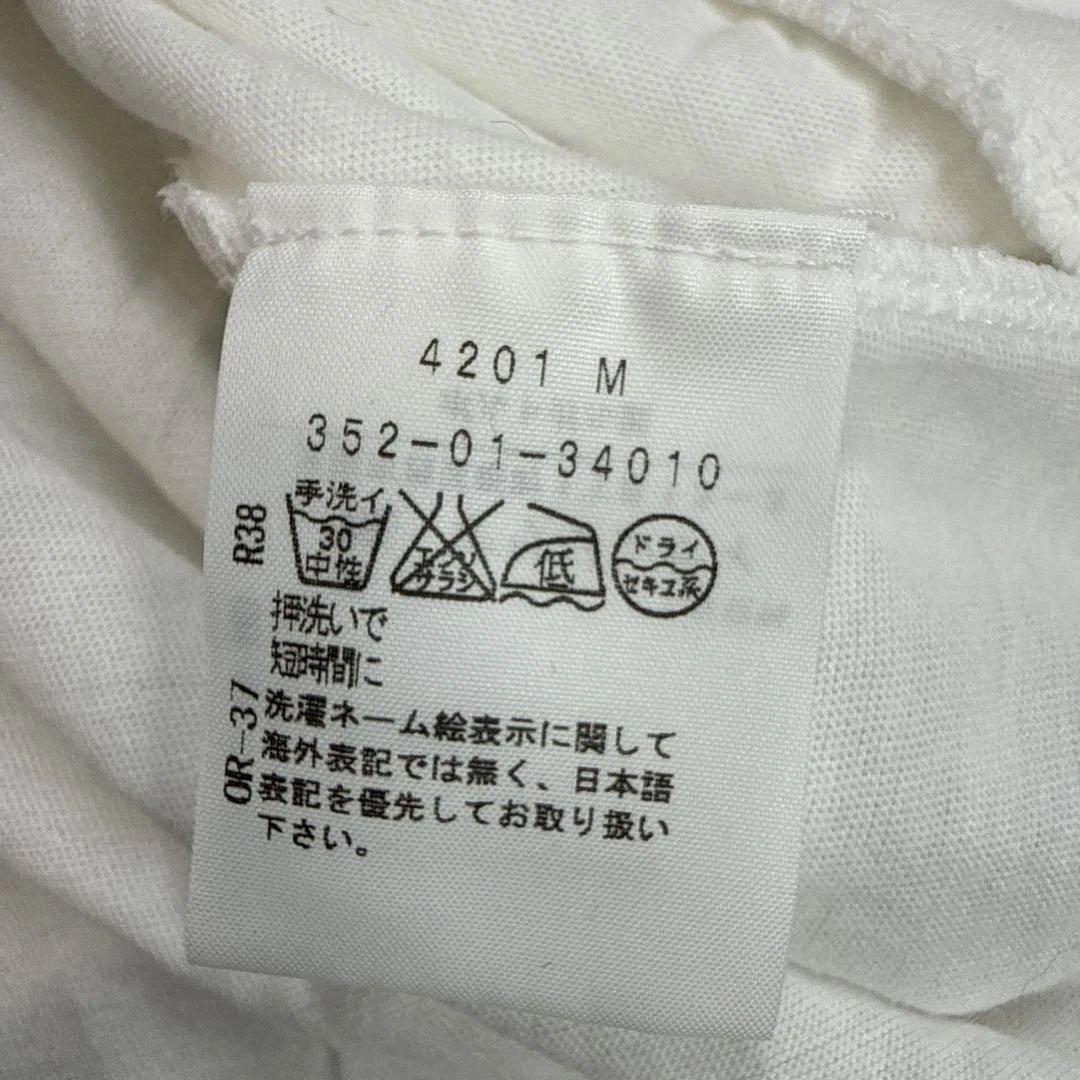 4201 M
352-01-34010
手洗イ
30
中性
エンソ
サラシ
低
ドライ
セキユ系
押洗いで
短時間に
洗濯ネーム絵表示に関して
海外表記では無く、日本語
表記を優先してお取り扱い
下さい。
R38
OR-37